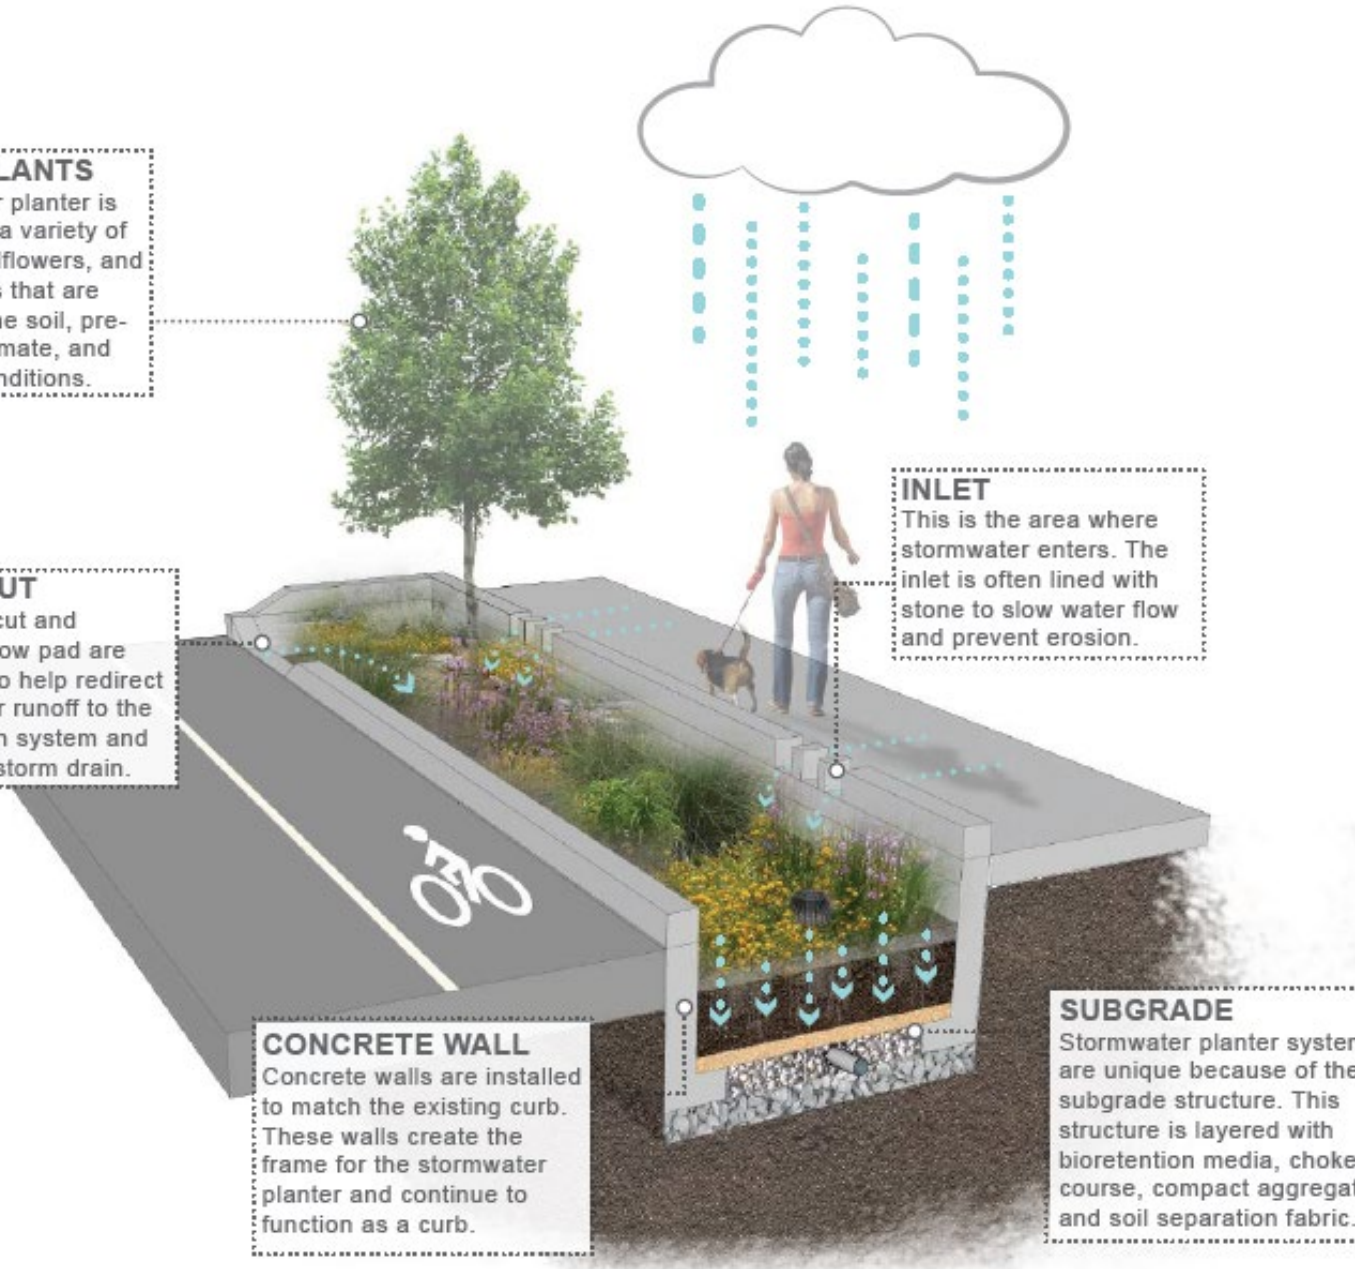 LANTS
r planter is
a variety of
lflowers, and
s that are
ne soil, pre-
mate, and
nditions.
UT
cut and
ow pad are
o help redirect
r runoff to the
n system and
storm drain.
INLET
This is the area where
stormwater enters. The
inlet is often lined with
stone to slow water flow
and prevent erosion.
CONCRETE WALL
Concrete walls are installed
to match the existing curb.
These walls create the
frame for the stormwater
planter and continue to
function as a curb.
SUBGRADE
Stormwater planter system
are unique because of the
subgrade structure. This
structure is layered with
bioretention media, choke
course, compact aggregat
and soil separation fabric.